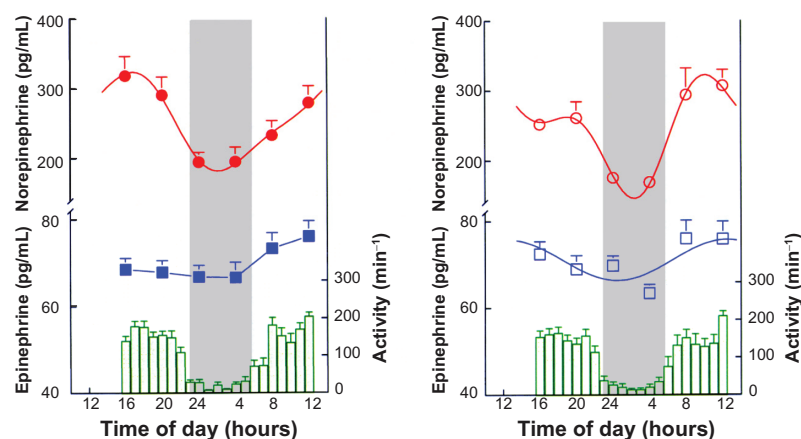 400
300
200
80
60
40
Norepinephrine (pg/mL)
Epinephrine (pg/mL)
300
200
100
0
Activity (min⁻¹)
12 16 20 24 4 8 12
Time of day (hours)
400
300
200
80
60
40
Norepinephrine (pg/mL)
Epinephrine (pg/mL)
300
200
100
0
Activity (min⁻¹)
12 16 20 24 4 8 12
Time of day (hours)